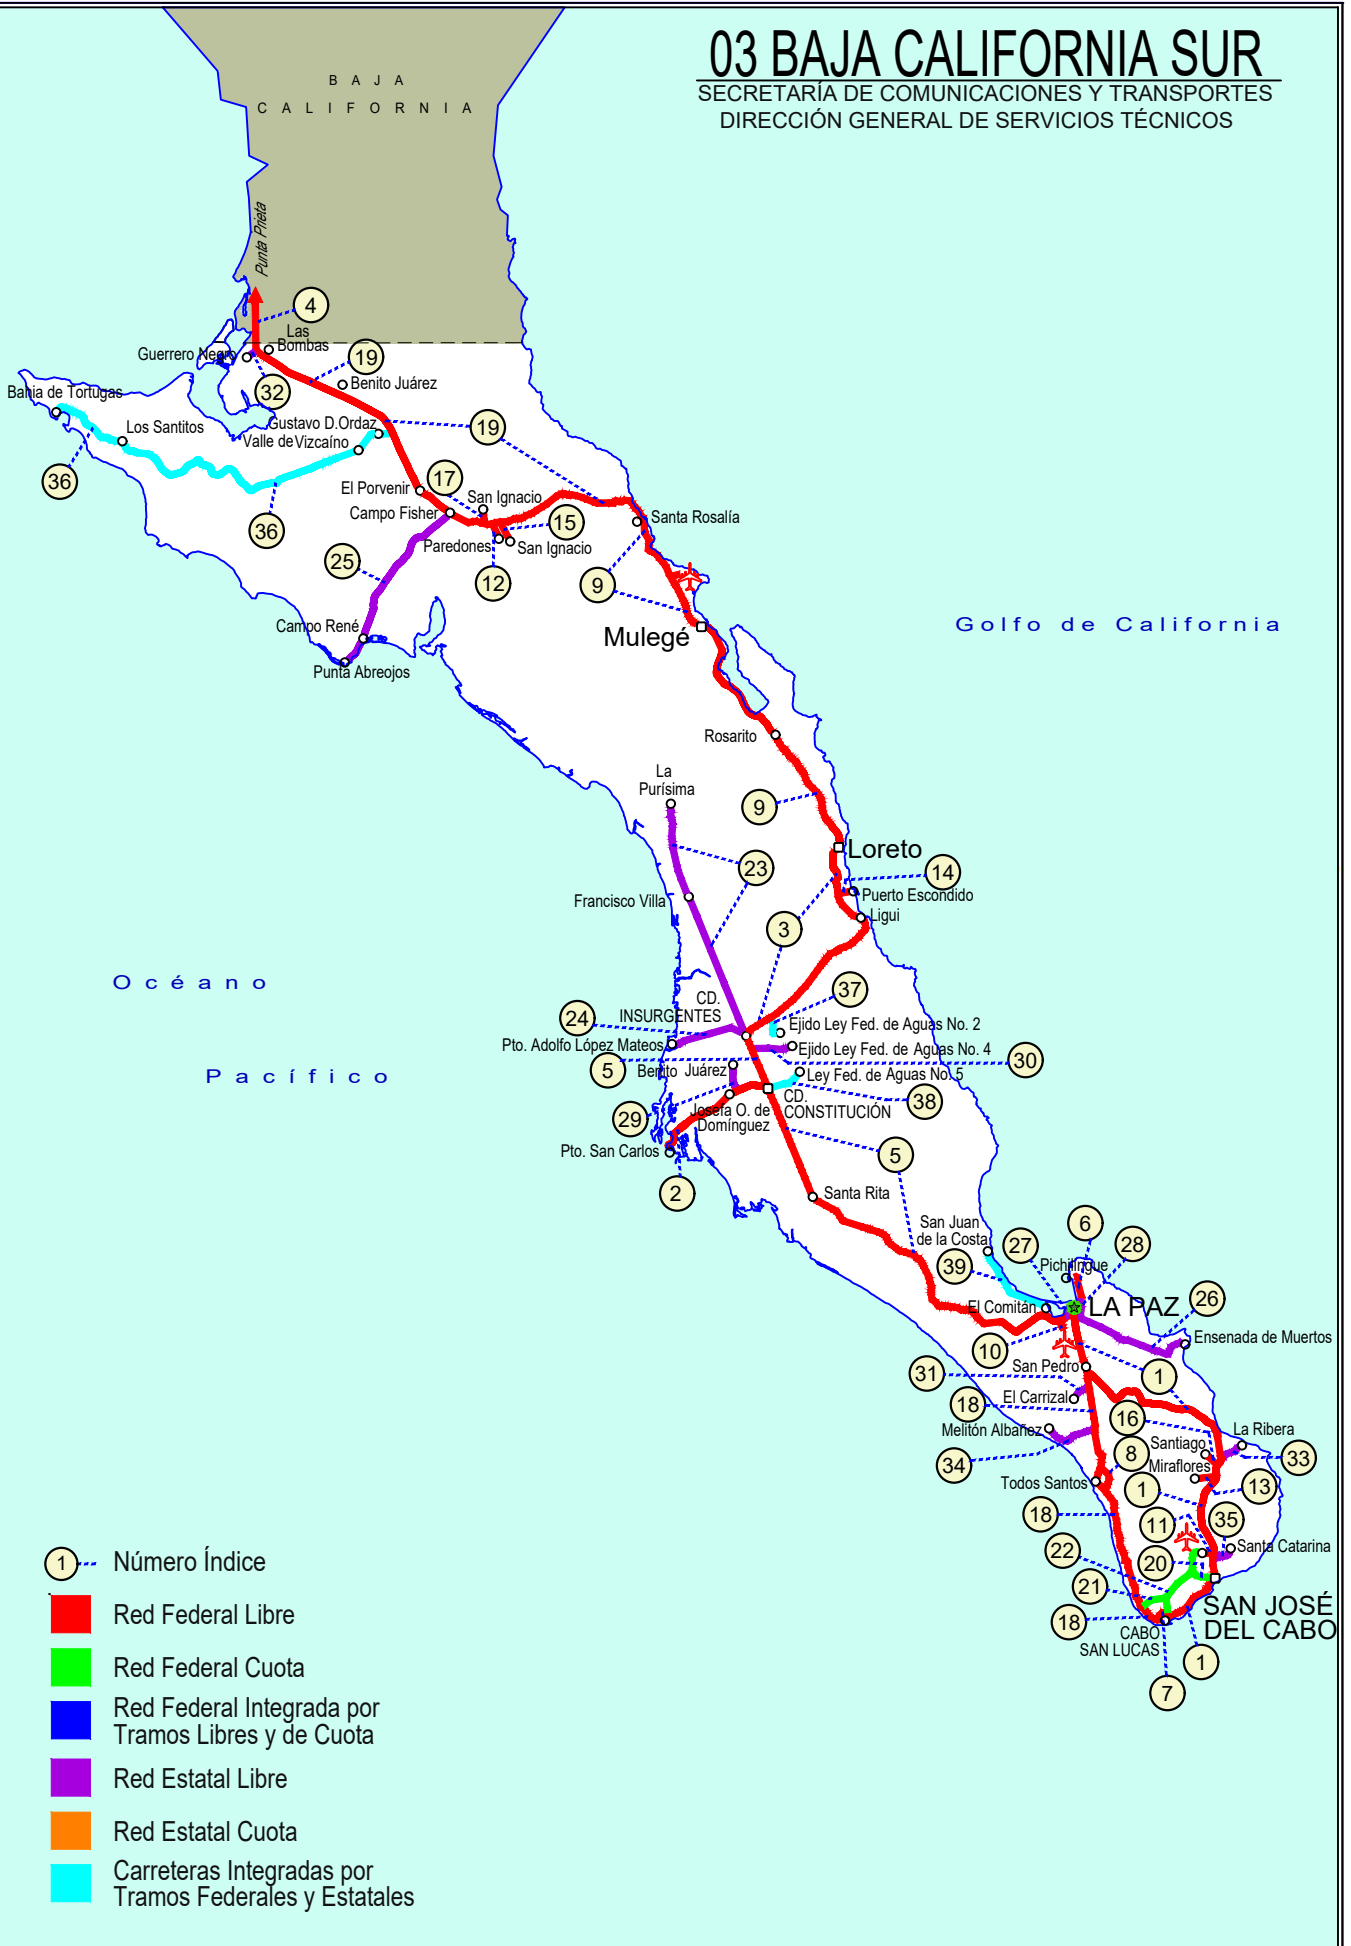 03 BAJA CALIFORNIA SUR
SECRETARÍA DE COMUNICACIONES Y TRANSPORTES
DIRECCIÓN GENERAL DE SERVICIOS TÉCNICOS
BAJA
CALIFORNIA
Punta Prieta
4
Las
Bombas
Guerrero Negro
19
32
Benito Juárez
Bahia de Tortugas
Los Santitos
Gustavo D.Ordaz
Valle de Vizcaíno
19
36
36
17
El Porvenir
San Ignacio
Campo Fisher
15
Santa Rosalía
Paredones
San Ignacio
25
12
9
Campo René
Mulegé
Golfo de California
Punta Abreojos
Rosarito
La
Purísima
9
Loreto
23
14
Puerto Escondido
Francisco Villa
Ligui
3
Océano
37
CD.
INSURGENTES
24
Ejido Ley Fed. de Aguas No. 2
Pto. Adolfo López Mateos
Ejido Ley Fed. de Aguas No. 4
30
5
Benito Juárez
Ley Fed. de Aguas No. 5
Pacífico
38
CD.
CONSTITUCIÓN
29
Josefa O. de
Domínguez
Pto. San Carlos
5
2
Santa Rita
San Juan
de la Costa
6
27
28
39
Pichilingue
El Comitán
LA PAZ
26
Ensenada de Muertos
10
San Pedro
31
1
El Carrizal
18
16
Melitón Albañez
La Ribera
Santiago
8
34
Miraflores
33
Todos Santos
1
13
18
11
35
Santa Catarina
22
20
21
SAN JOSÉ
DEL CABO
18
CABO
SAN LUCAS
1
7
1
Número Índice
Red Federal Libre
Red Federal Cuota
Red Federal Integrada por
Tramos Libres y de Cuota
Red Estatal Libre
Red Estatal Cuota
Carreteras Integradas por
Tramos Federales y Estatales